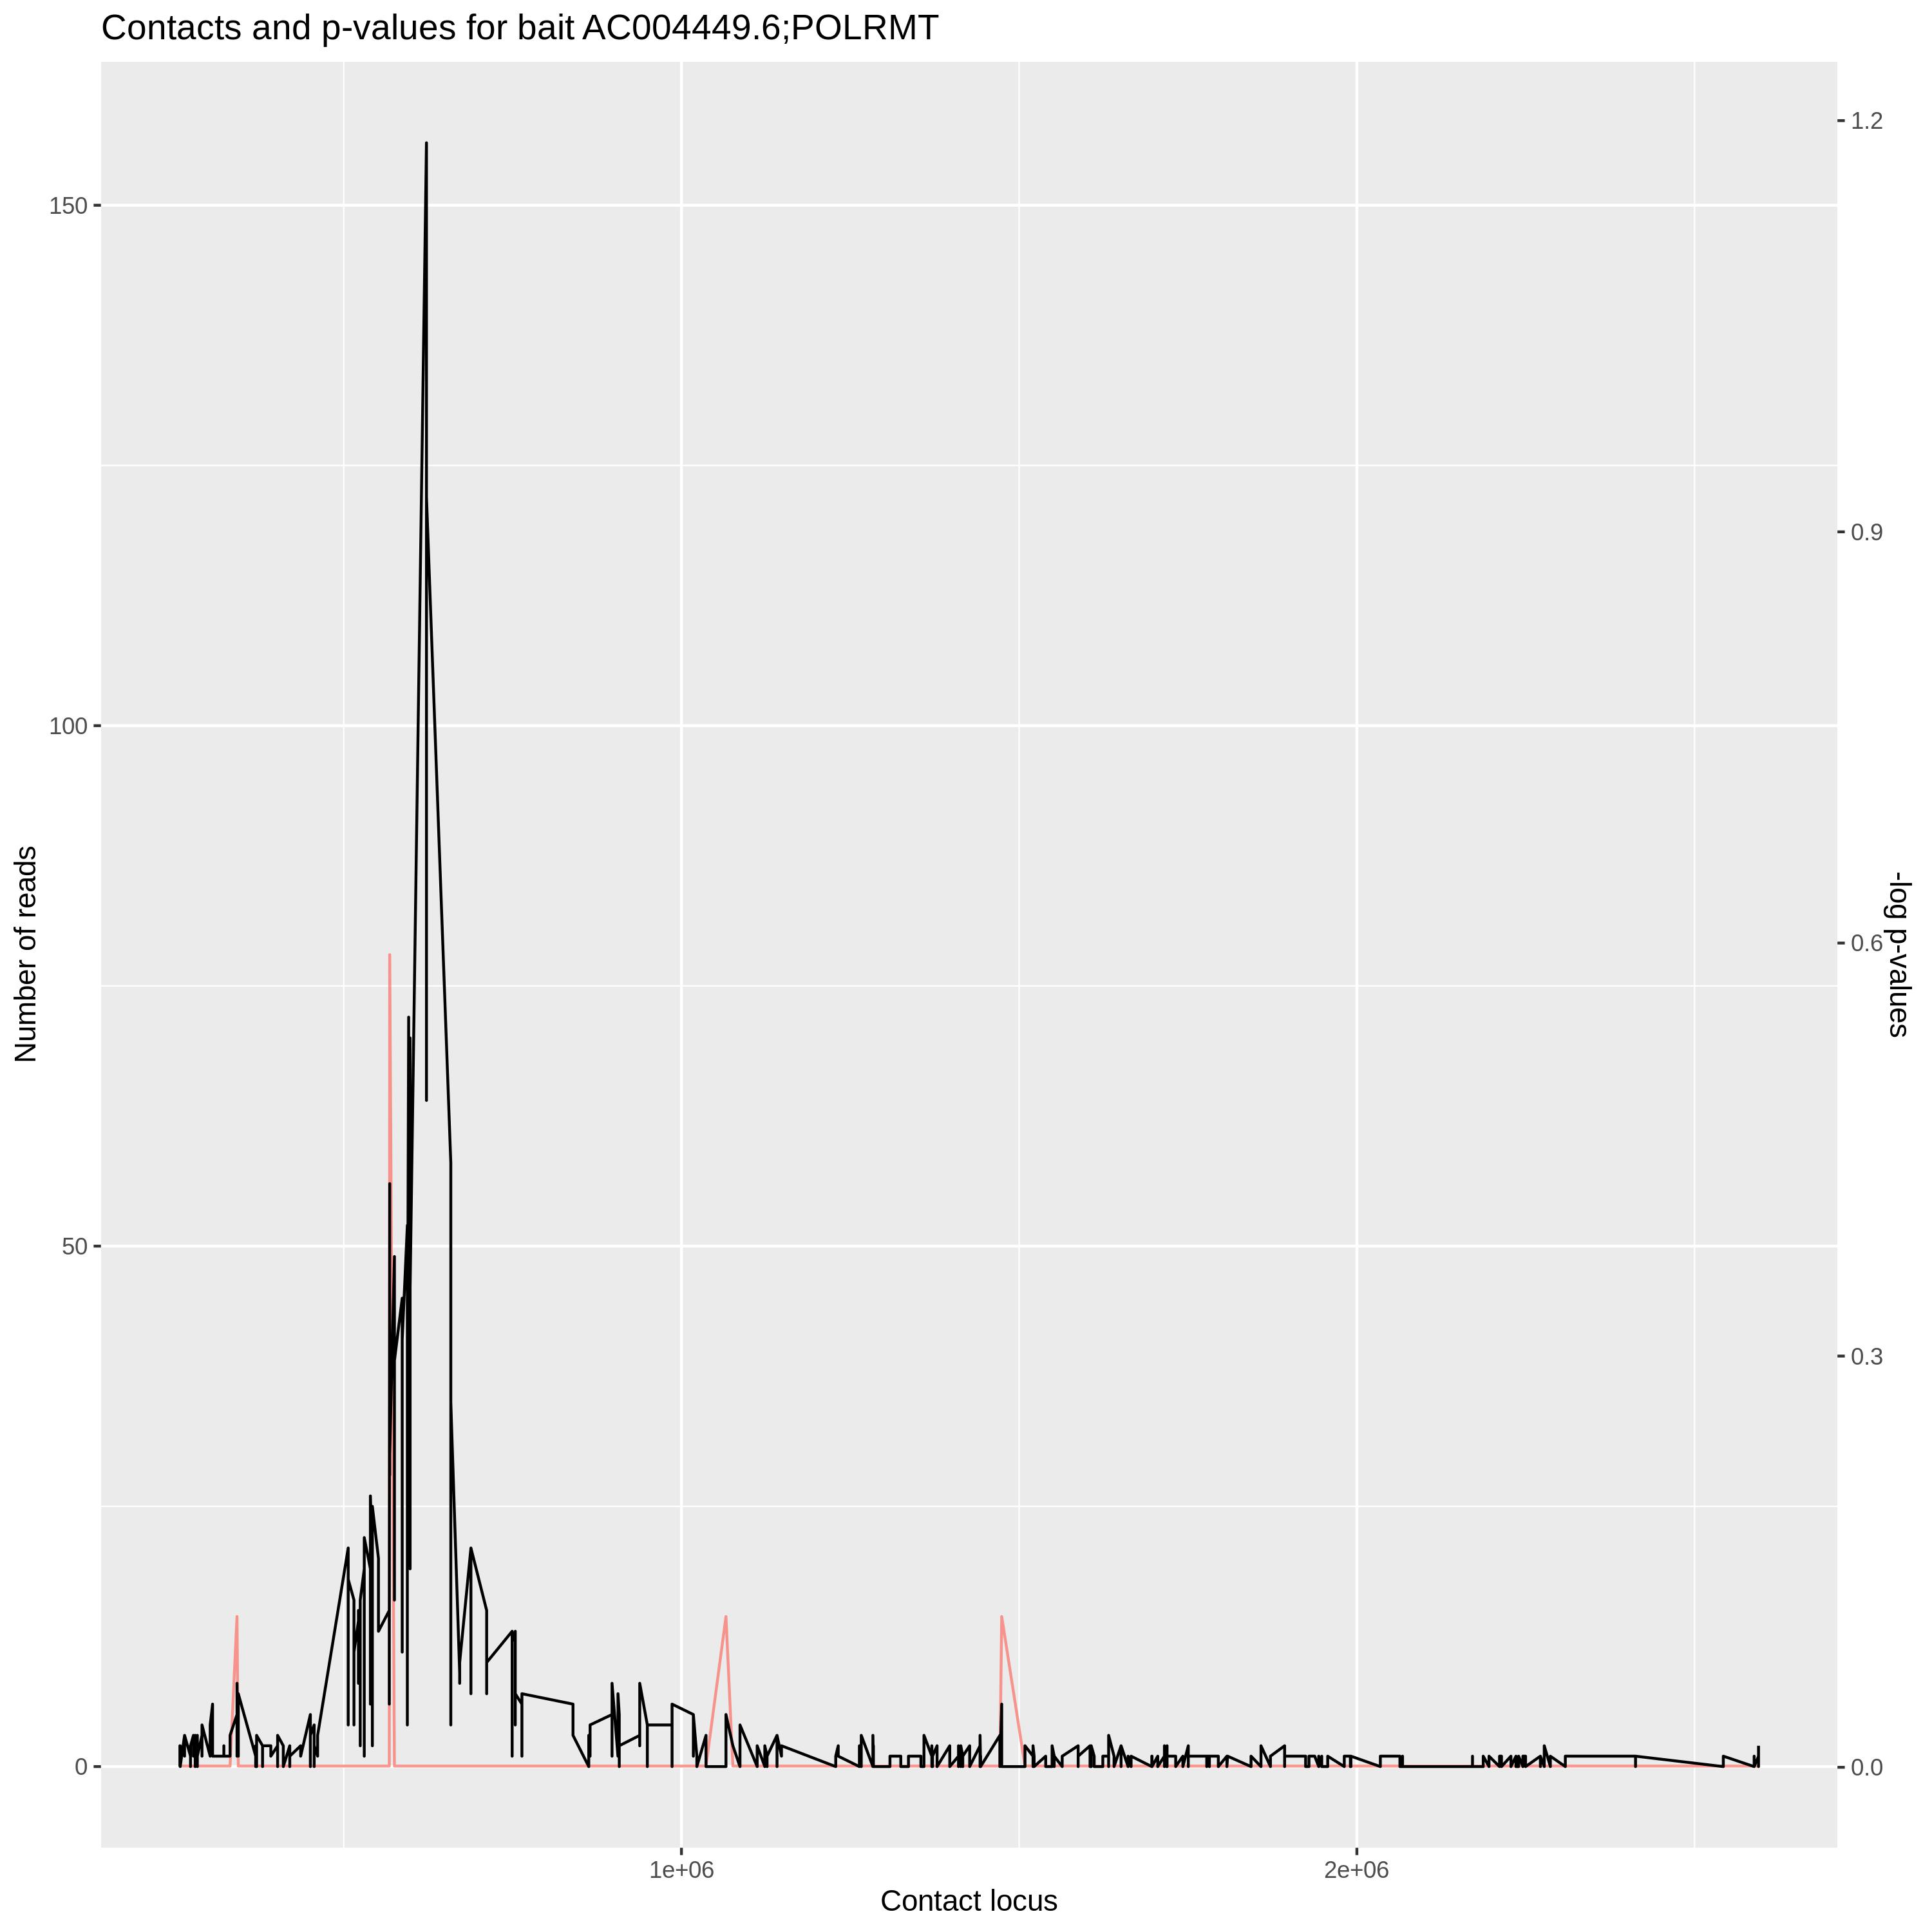 Contacts and p-values for bait AC004449.6;POLRMT
150
100
50
0
Number of reads
1.2
0.9
0.6
0.3
0.0
-log p-values
1e+06
2e+06
Contact locus